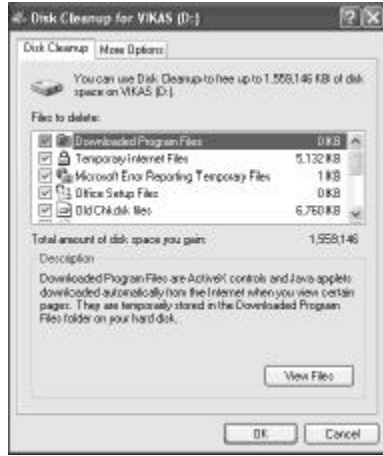 Disk Cleanup for VIKAS (D:)
Disk Cleanup More Options
You can use Disk Cleanup to free up to 1,559,146 KB of disk
space on VIKAS (D:).
Files to delete:
Downloaded Program Files 0 KB
Temporary Internet Files 5,132 KB
Microsoft Error Reporting Temporary Files 1 KB
Office Setup Files 0 KB
Old Chkdsk files 6,760 KB
Total amount of disk space you gain: 1,559,146
Description
Downloaded Program Files are ActiveX controls and Java applets
downloaded automatically from the Internet when you view certain
pages. They are temporarily stored in the Downloaded Program
Files folder on your hard disk.
View Files
OK Cancel